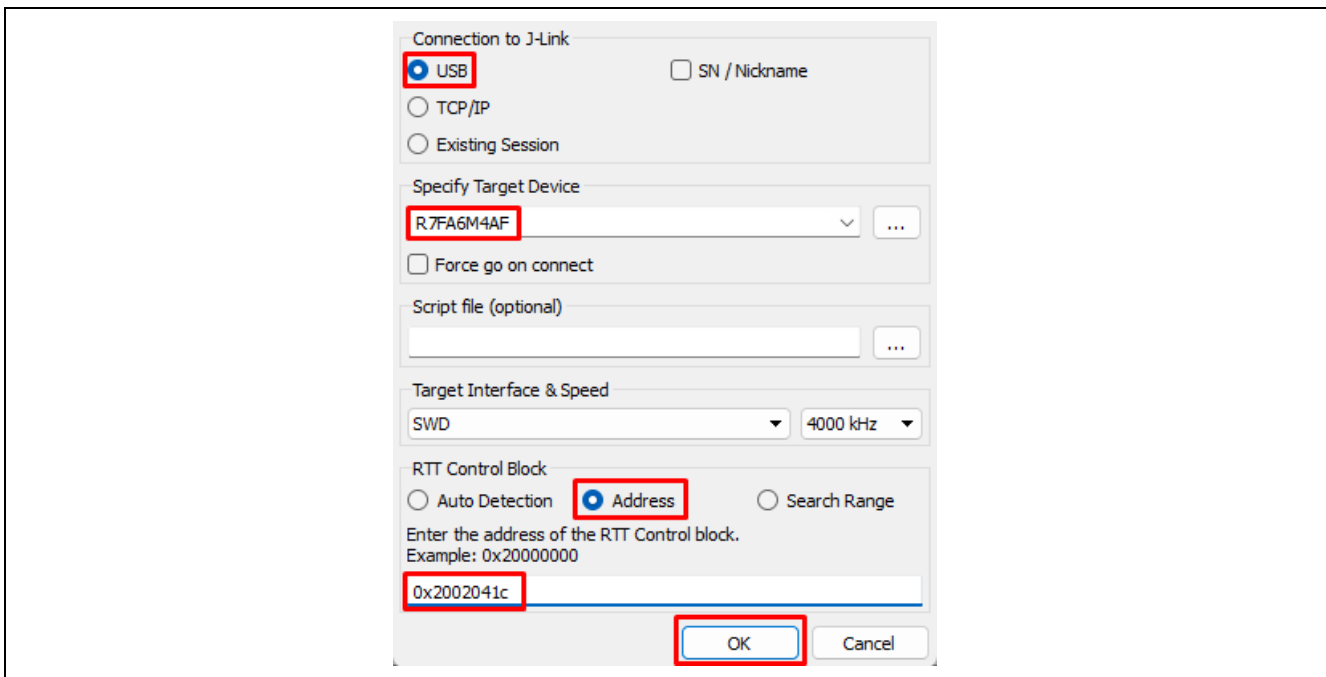 Connection to J-Link
USB SN / Nickname
TCP/IP
Existing Session
Specify Target Device
R7FA6M4AF ...
Force go on connect
Script file (optional)
...
Target Interface & Speed
SWD 4000 kHz
RTT Control Block
Auto Detection Address Search Range
Enter the address of the RTT Control block.
Example: 0x20000000
0x2002041c
OK Cancel